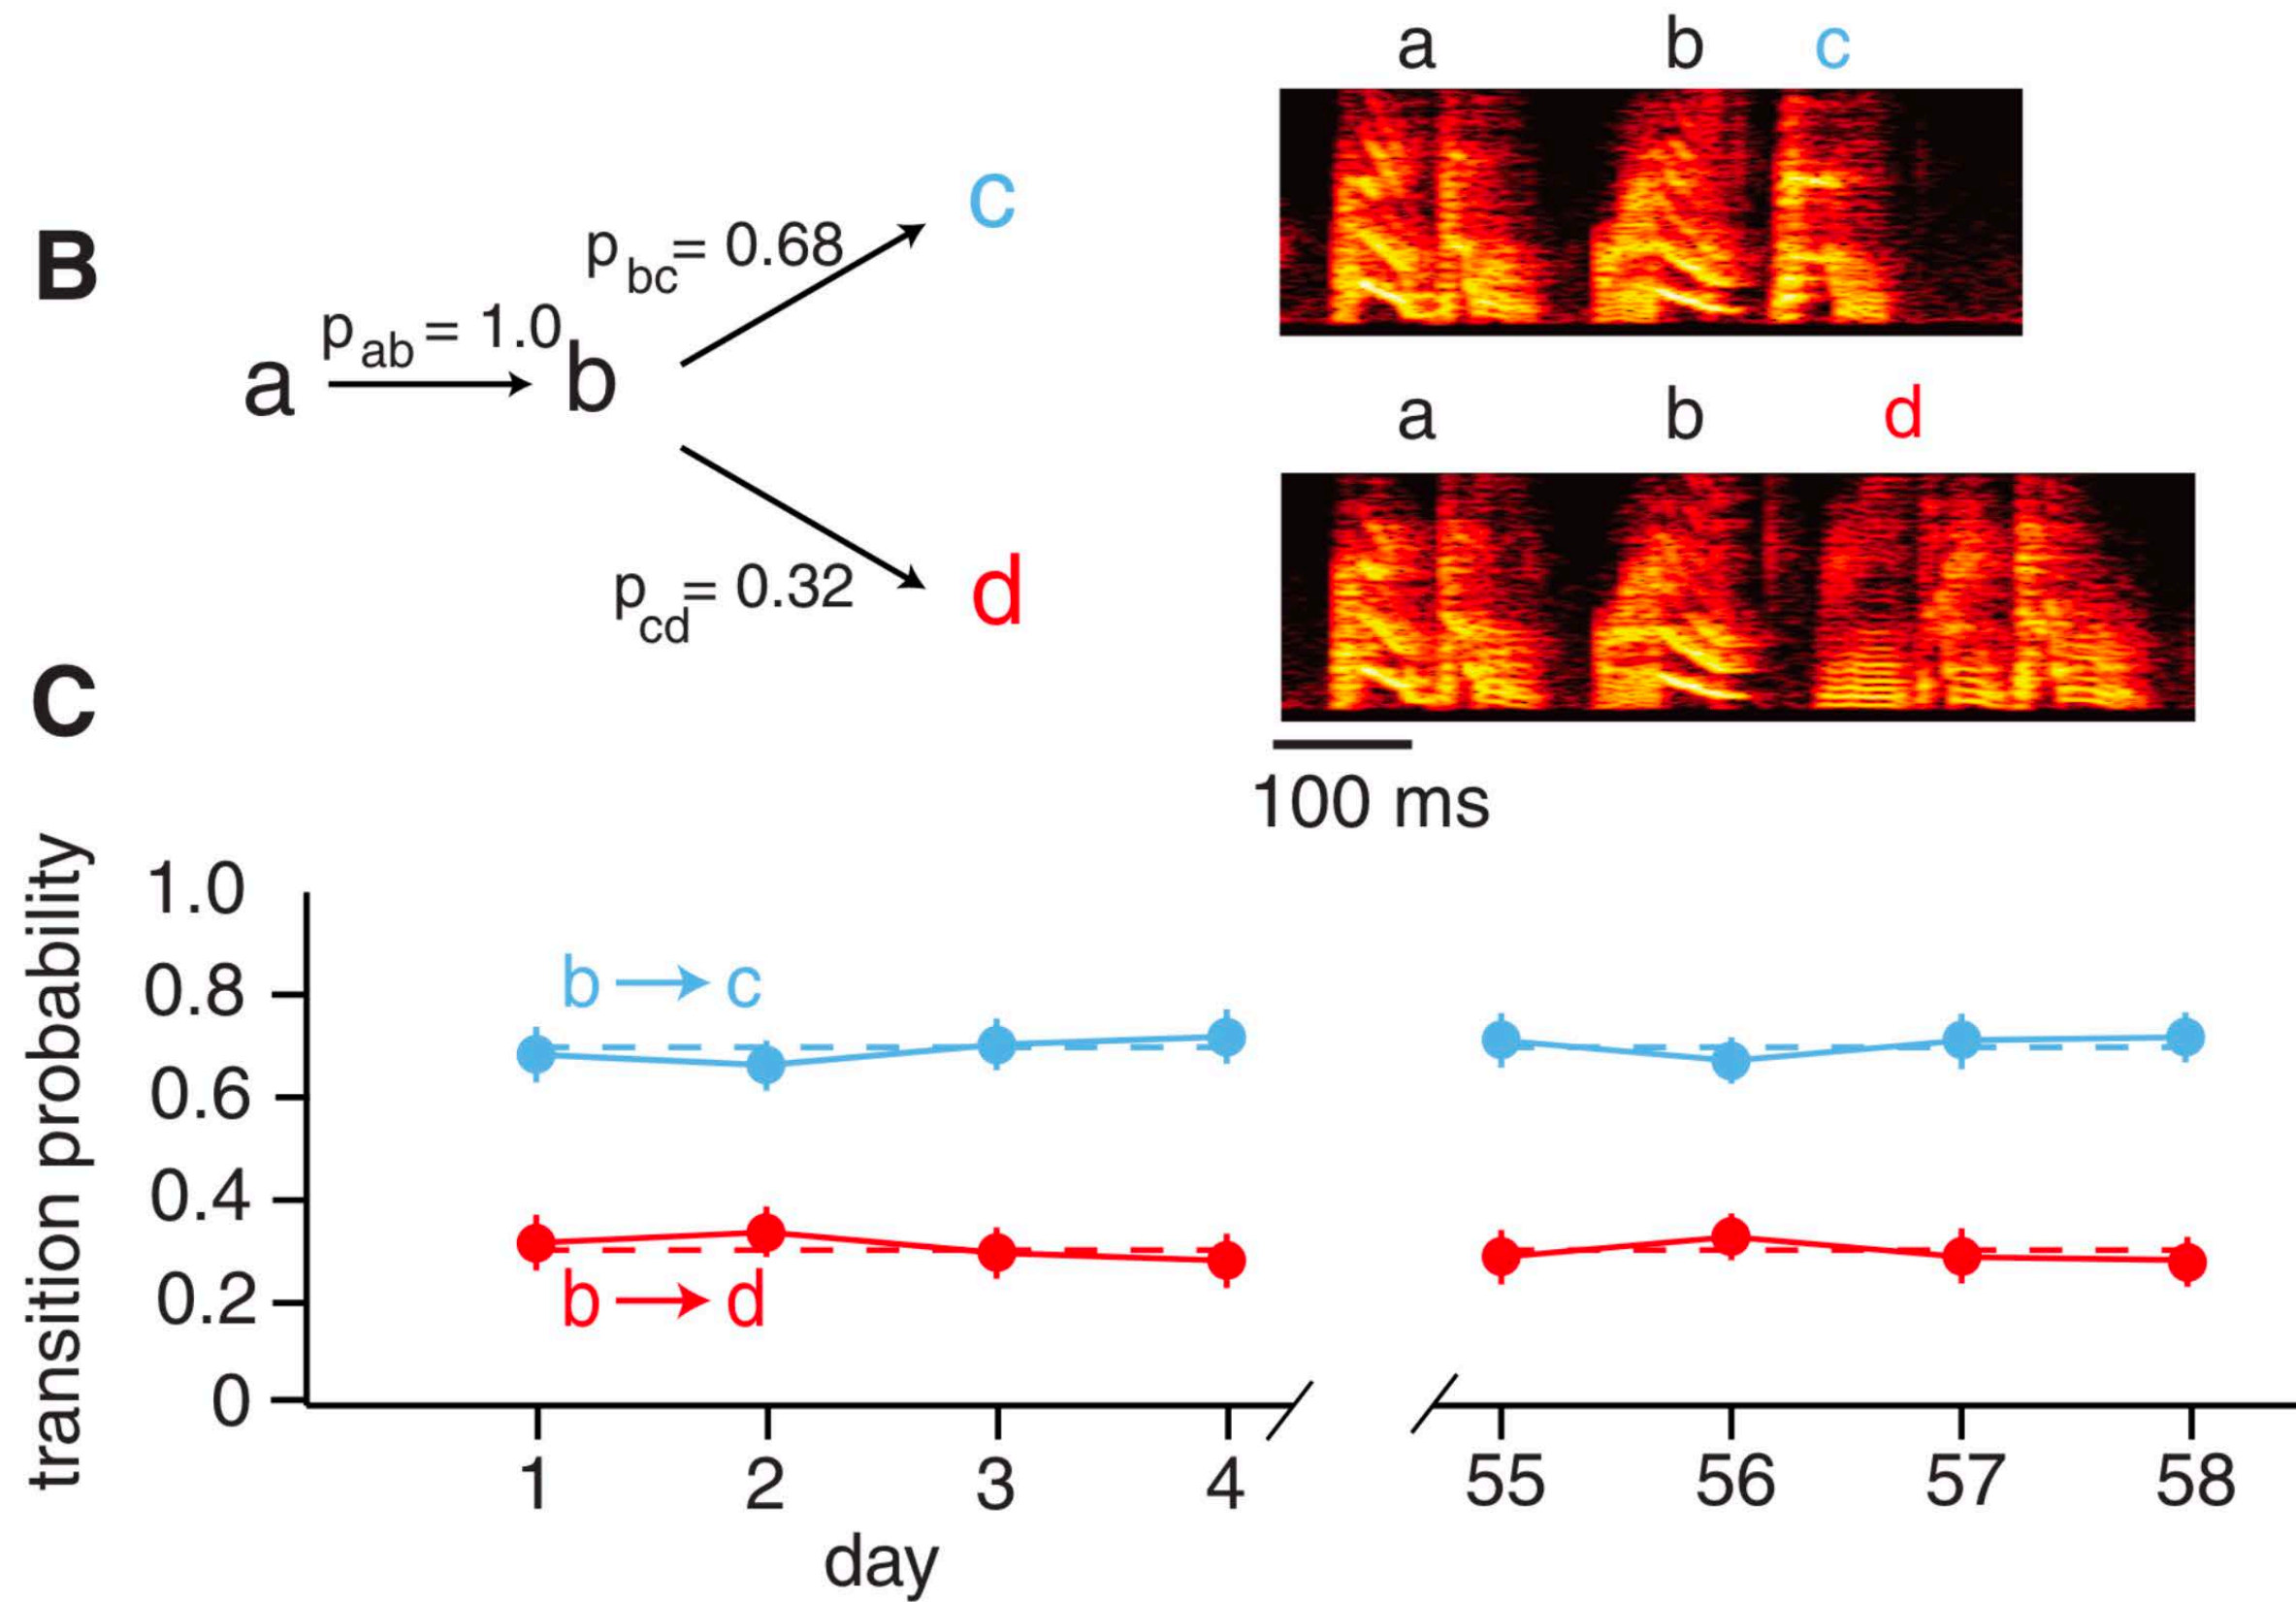 B
a
p ab = 1.0
b
p bc = 0.68
c
p cd = 0.32
d
a b c
a b d
100 ms
C
transition probability
1.0
0.8
0.6
0.4
0.2
0
b → c
b → d
1 2 3 4 55 56 57 58
day